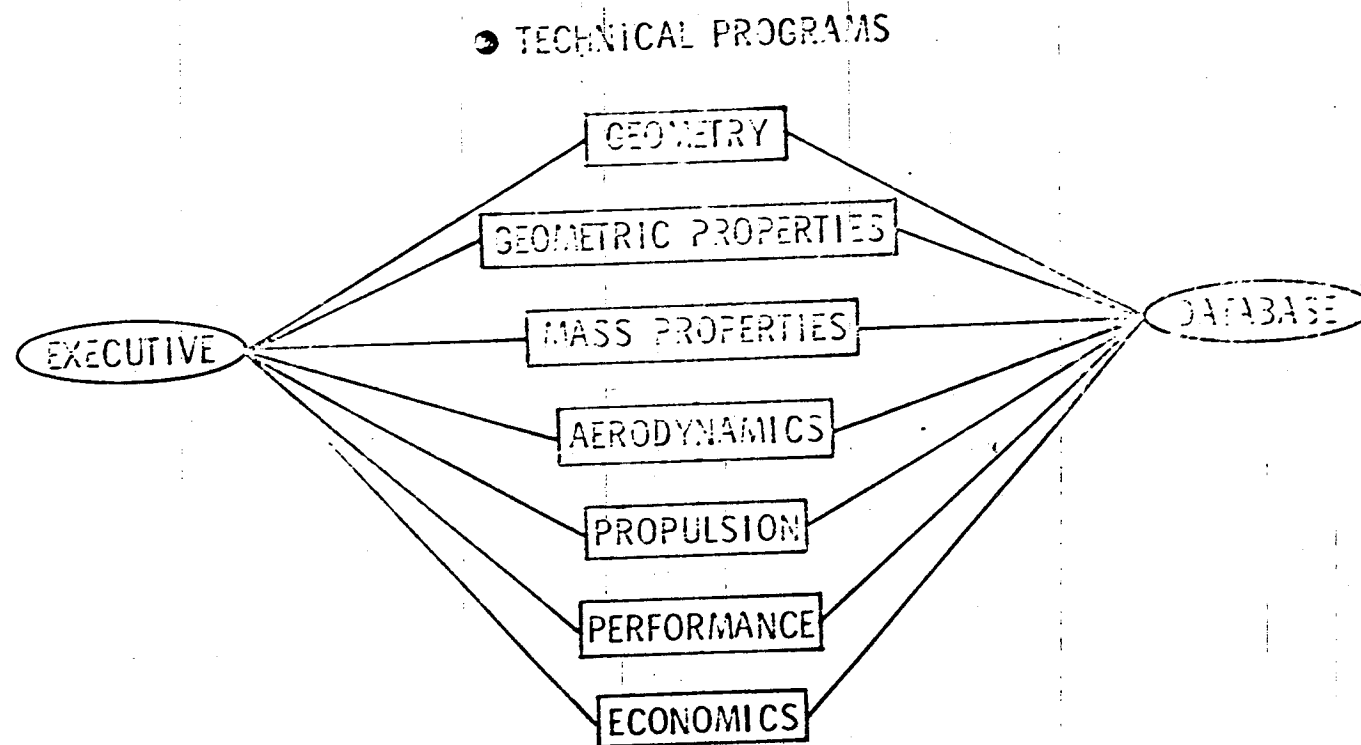 TECHNICAL PROGRAMS
GEOMETRY
GEOMETRIC PROPERTIES
MASS PROPERTIES
EXECUTIVE
DATABASE
AERODYNAMICS
PROPULSION
PERFORMANCE
ECONOMICS